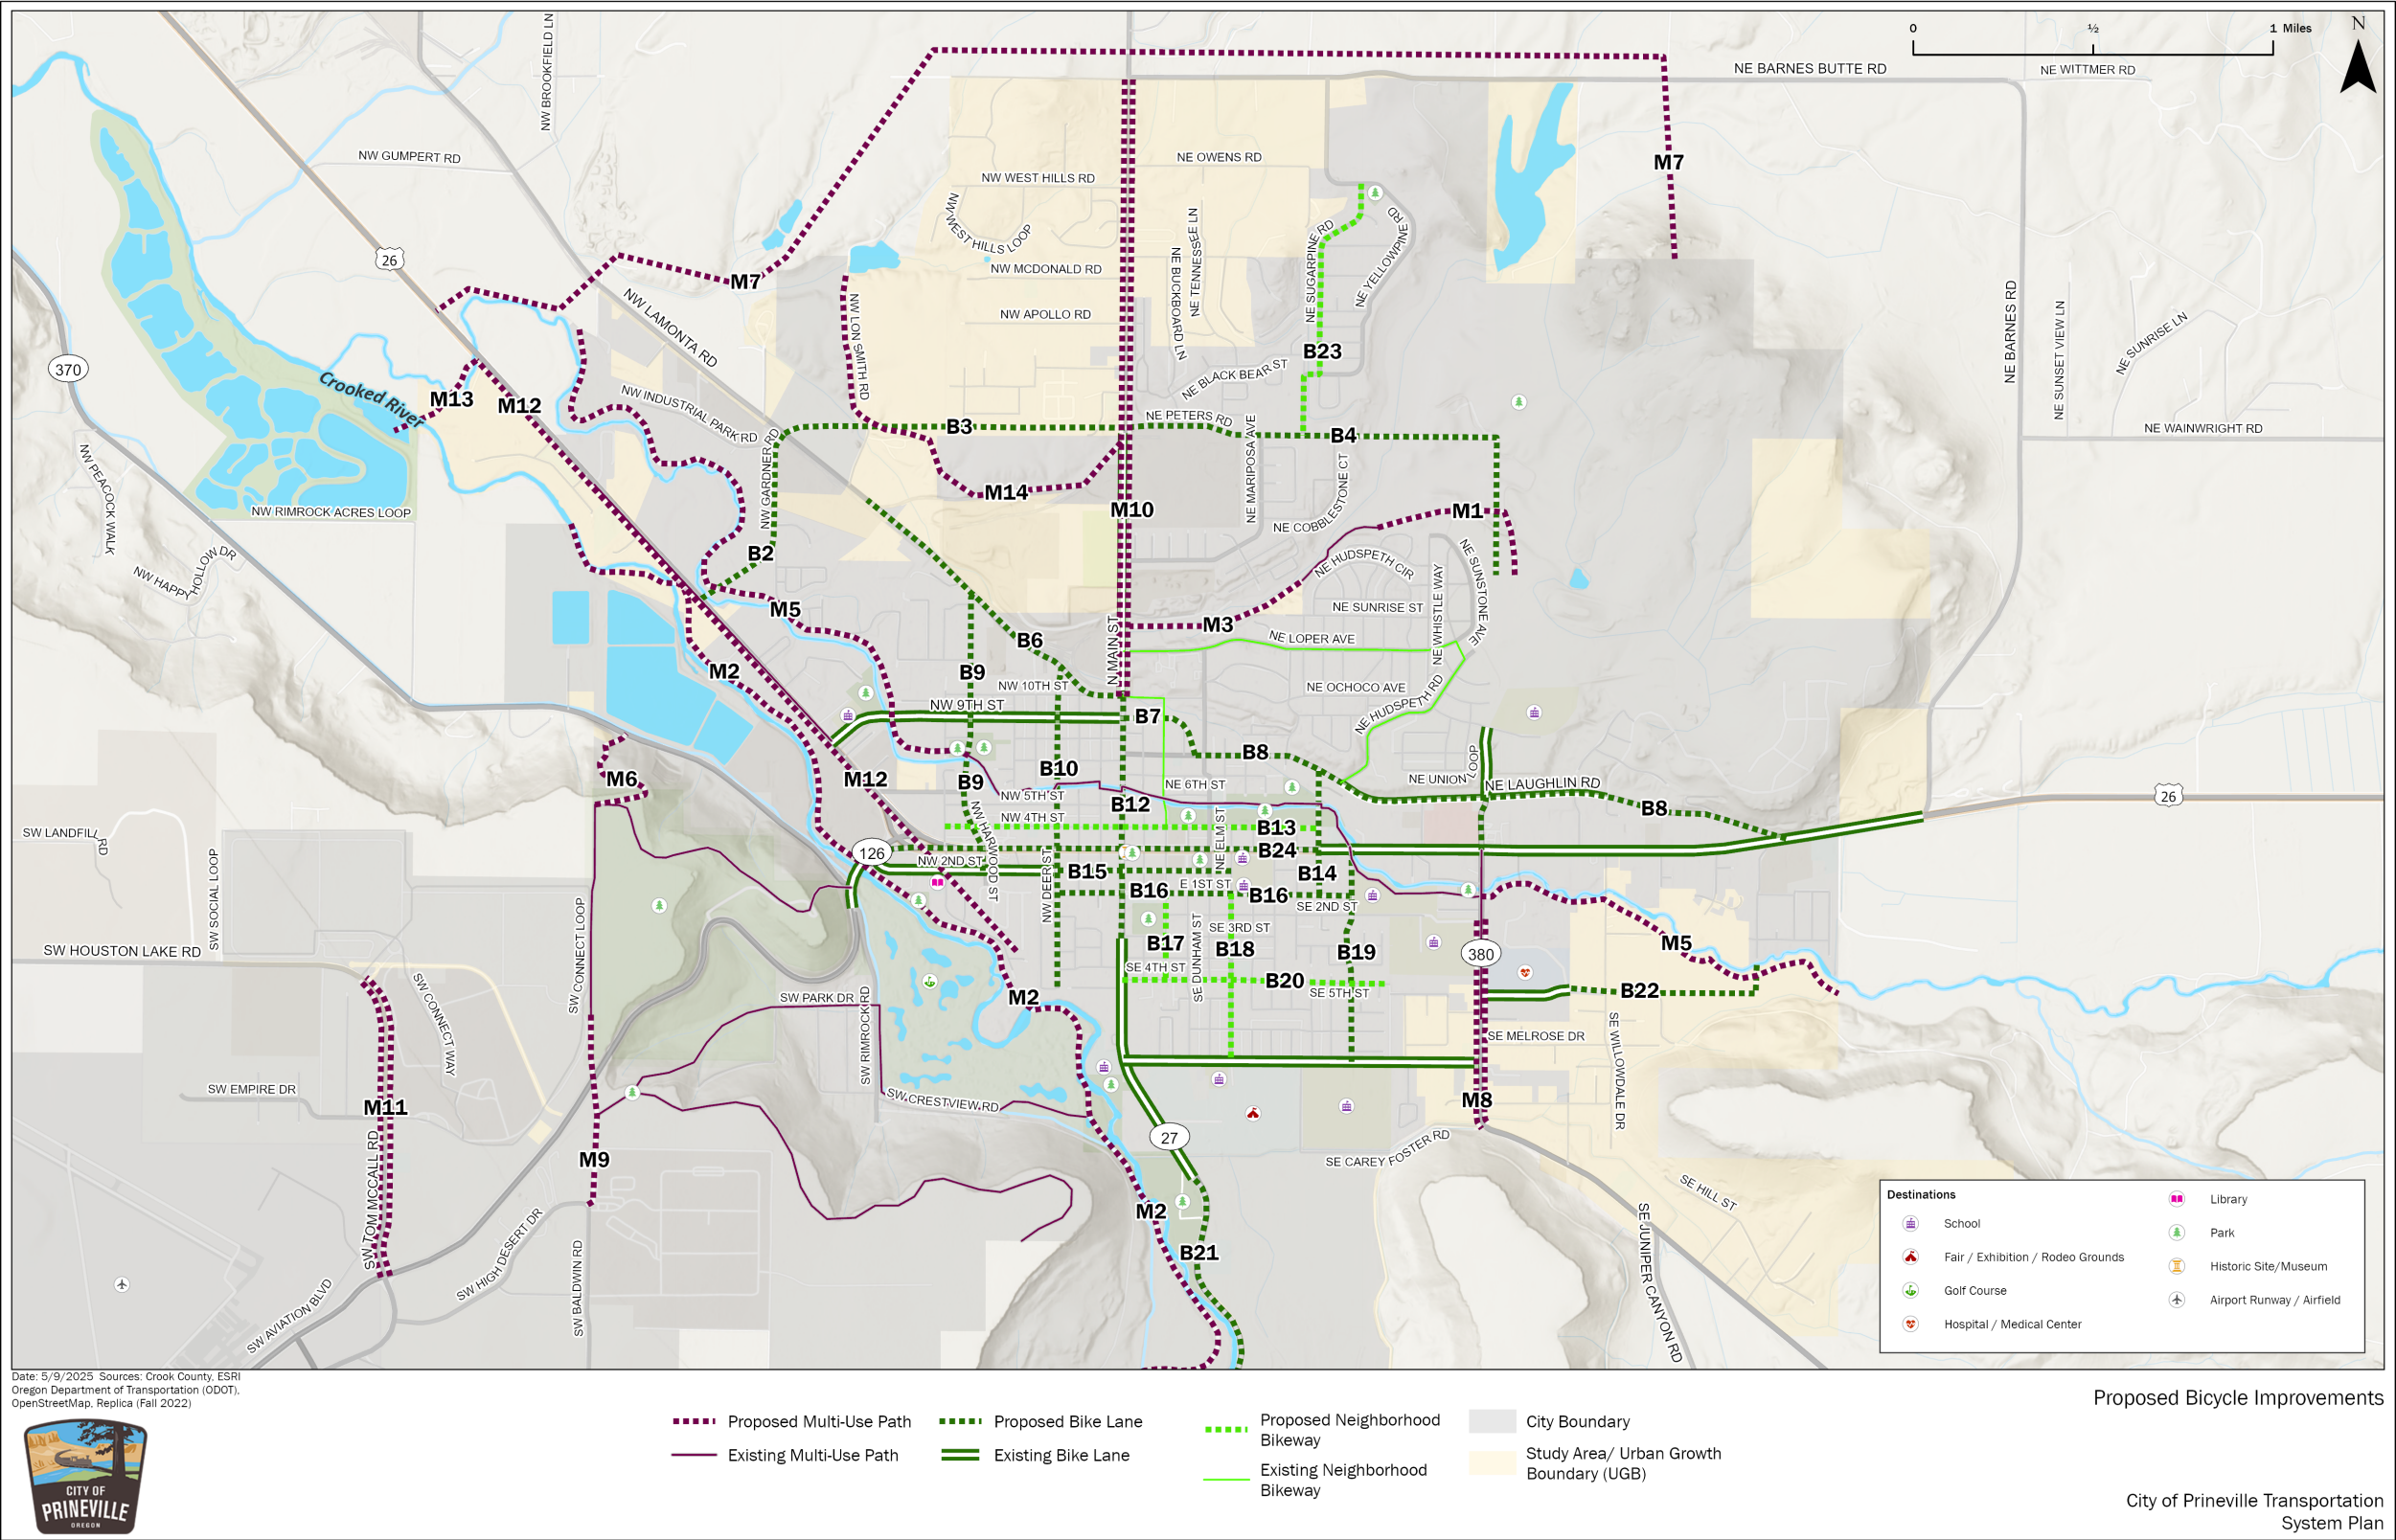 0 ½ 1 Miles
N
NW BROOKFIELD LN
NE BARNES BUTTE RD
NE WITTMER RD
NW GUMPERT RD
NW WEST HILLS RD
NE OWENS RD
M7
NW WEST HILLS LOOP
NE TENNESSEE LN
NE BUCKBOARD LN
NE SUGARPINE RD
NE YELLOWPINE RD
26
M7
NW MCDONALD RD
NW LAMONTA RD
NW LON SMITH RD
NW APOLLO RD
NE BARNES RD
NE SUNSET VIEW LN
NE SUNRISE LN
370
Crooked River
M13
M12
B23
NE BLACK BEAR ST
NW INDUSTRIAL PARK RD
B3
NE PETERS RD
B4
NE WAINWRIGHT RD
NW PEACOCK WALK
NW GARDNER RD
M14
NE MARIPOSA AVE
NE COBBLESTONE CT
NW RIMROCK ACRES LOOP
M10
M1
NW HAPPY HOLLOW DR
B2
NE HUDSPETH CIR
NE SUNSTONE AVE
NE WHISTLE WAY
M5
NE SUNRISE ST
M3
B6
N MAIN ST
NE LOPER AVE
M2
B9
NW 10TH ST
NE OCHOCO AVE
NW 9TH ST
B7
NE HUDSPETH RD
B8
M6
M12
B9
B10
NE 6TH ST
NE UNION LOOP
NE LAUGHLIN RD
26
NW 5TH ST
B12
B8
SW LANDFILL RD
NW HARWOOD ST
NW 4TH ST
NE ELM ST
B13
126
NW 2ND ST
B24
B15
B14
SW SOCIAL LOOP
NW DEER ST
E 1ST ST
B16
B16
SE 2ND ST
SW CONNECT LOOP
SW HOUSTON LAKE RD
SE DUNHAM ST
SE 3RD ST
B17
B18
B19
380
M5
SE 4TH ST
B20
SE 5TH ST
B22
SW CONNECT WAY
SW PARK DR
M2
SW RIMROCK RD
SE MELROSE DR
SE WILLOWDALE DR
SW EMPIRE DR
SW CRESTVIEW RD
M11
M8
27
SE CAREY FOSTER RD
SW TOM MCCALL RD
M9
SE HILL ST
M2
SW HIGH DESERT DR
B21
SW BALDWIN RD
SW AVIATION BLVD
SE JUNIPER CANYON RD
Destinations
School
Fair / Exhibition / Rodeo Grounds
Golf Course
Hospital / Medical Center
Library
Park
Historic Site/Museum
Airport Runway / Airfield
Date: 5/9/2025 Sources: Crook County, ESRI
Oregon Department of Transportation (ODOT),
OpenStreetMap, Replica (Fall 2022)
CITY OF
PRINEVILLE
OREGON
Proposed Multi-Use Path
Existing Multi-Use Path
Proposed Bike Lane
Existing Bike Lane
Proposed Neighborhood
Bikeway
Existing Neighborhood
Bikeway
City Boundary
Study Area/ Urban Growth
Boundary (UGB)
Proposed Bicycle Improvements
City of Prineville Transportation
System Plan